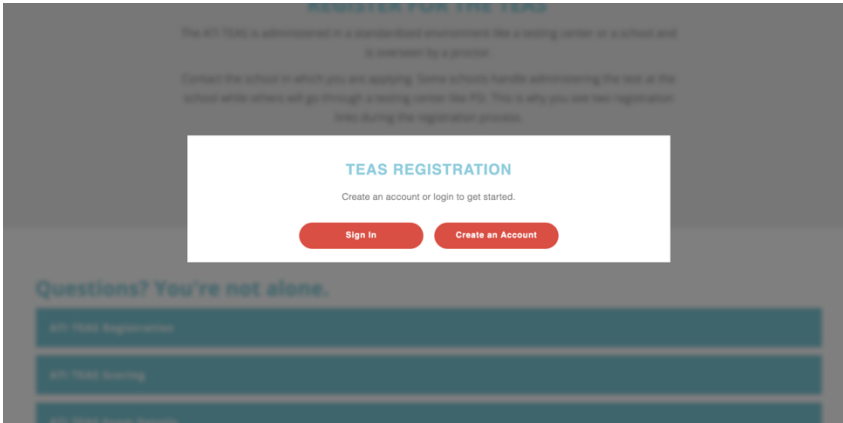 REGISTER FOR THE TEAS
The ATI TEAS is administered in a standardized environment like a testing center or a school and
is overseen by a proctor.
Contact the school in which you are applying. Some schools handle administering the test at the
school while others will go through a testing center like PSI. This is why you see two registration
links during the registration process.
TEAS REGISTRATION
Create an account or login to get started.
Sign In
Create an Account
Questions? You're not alone.
ATI TEAS Registration
ATI TEAS Scoring